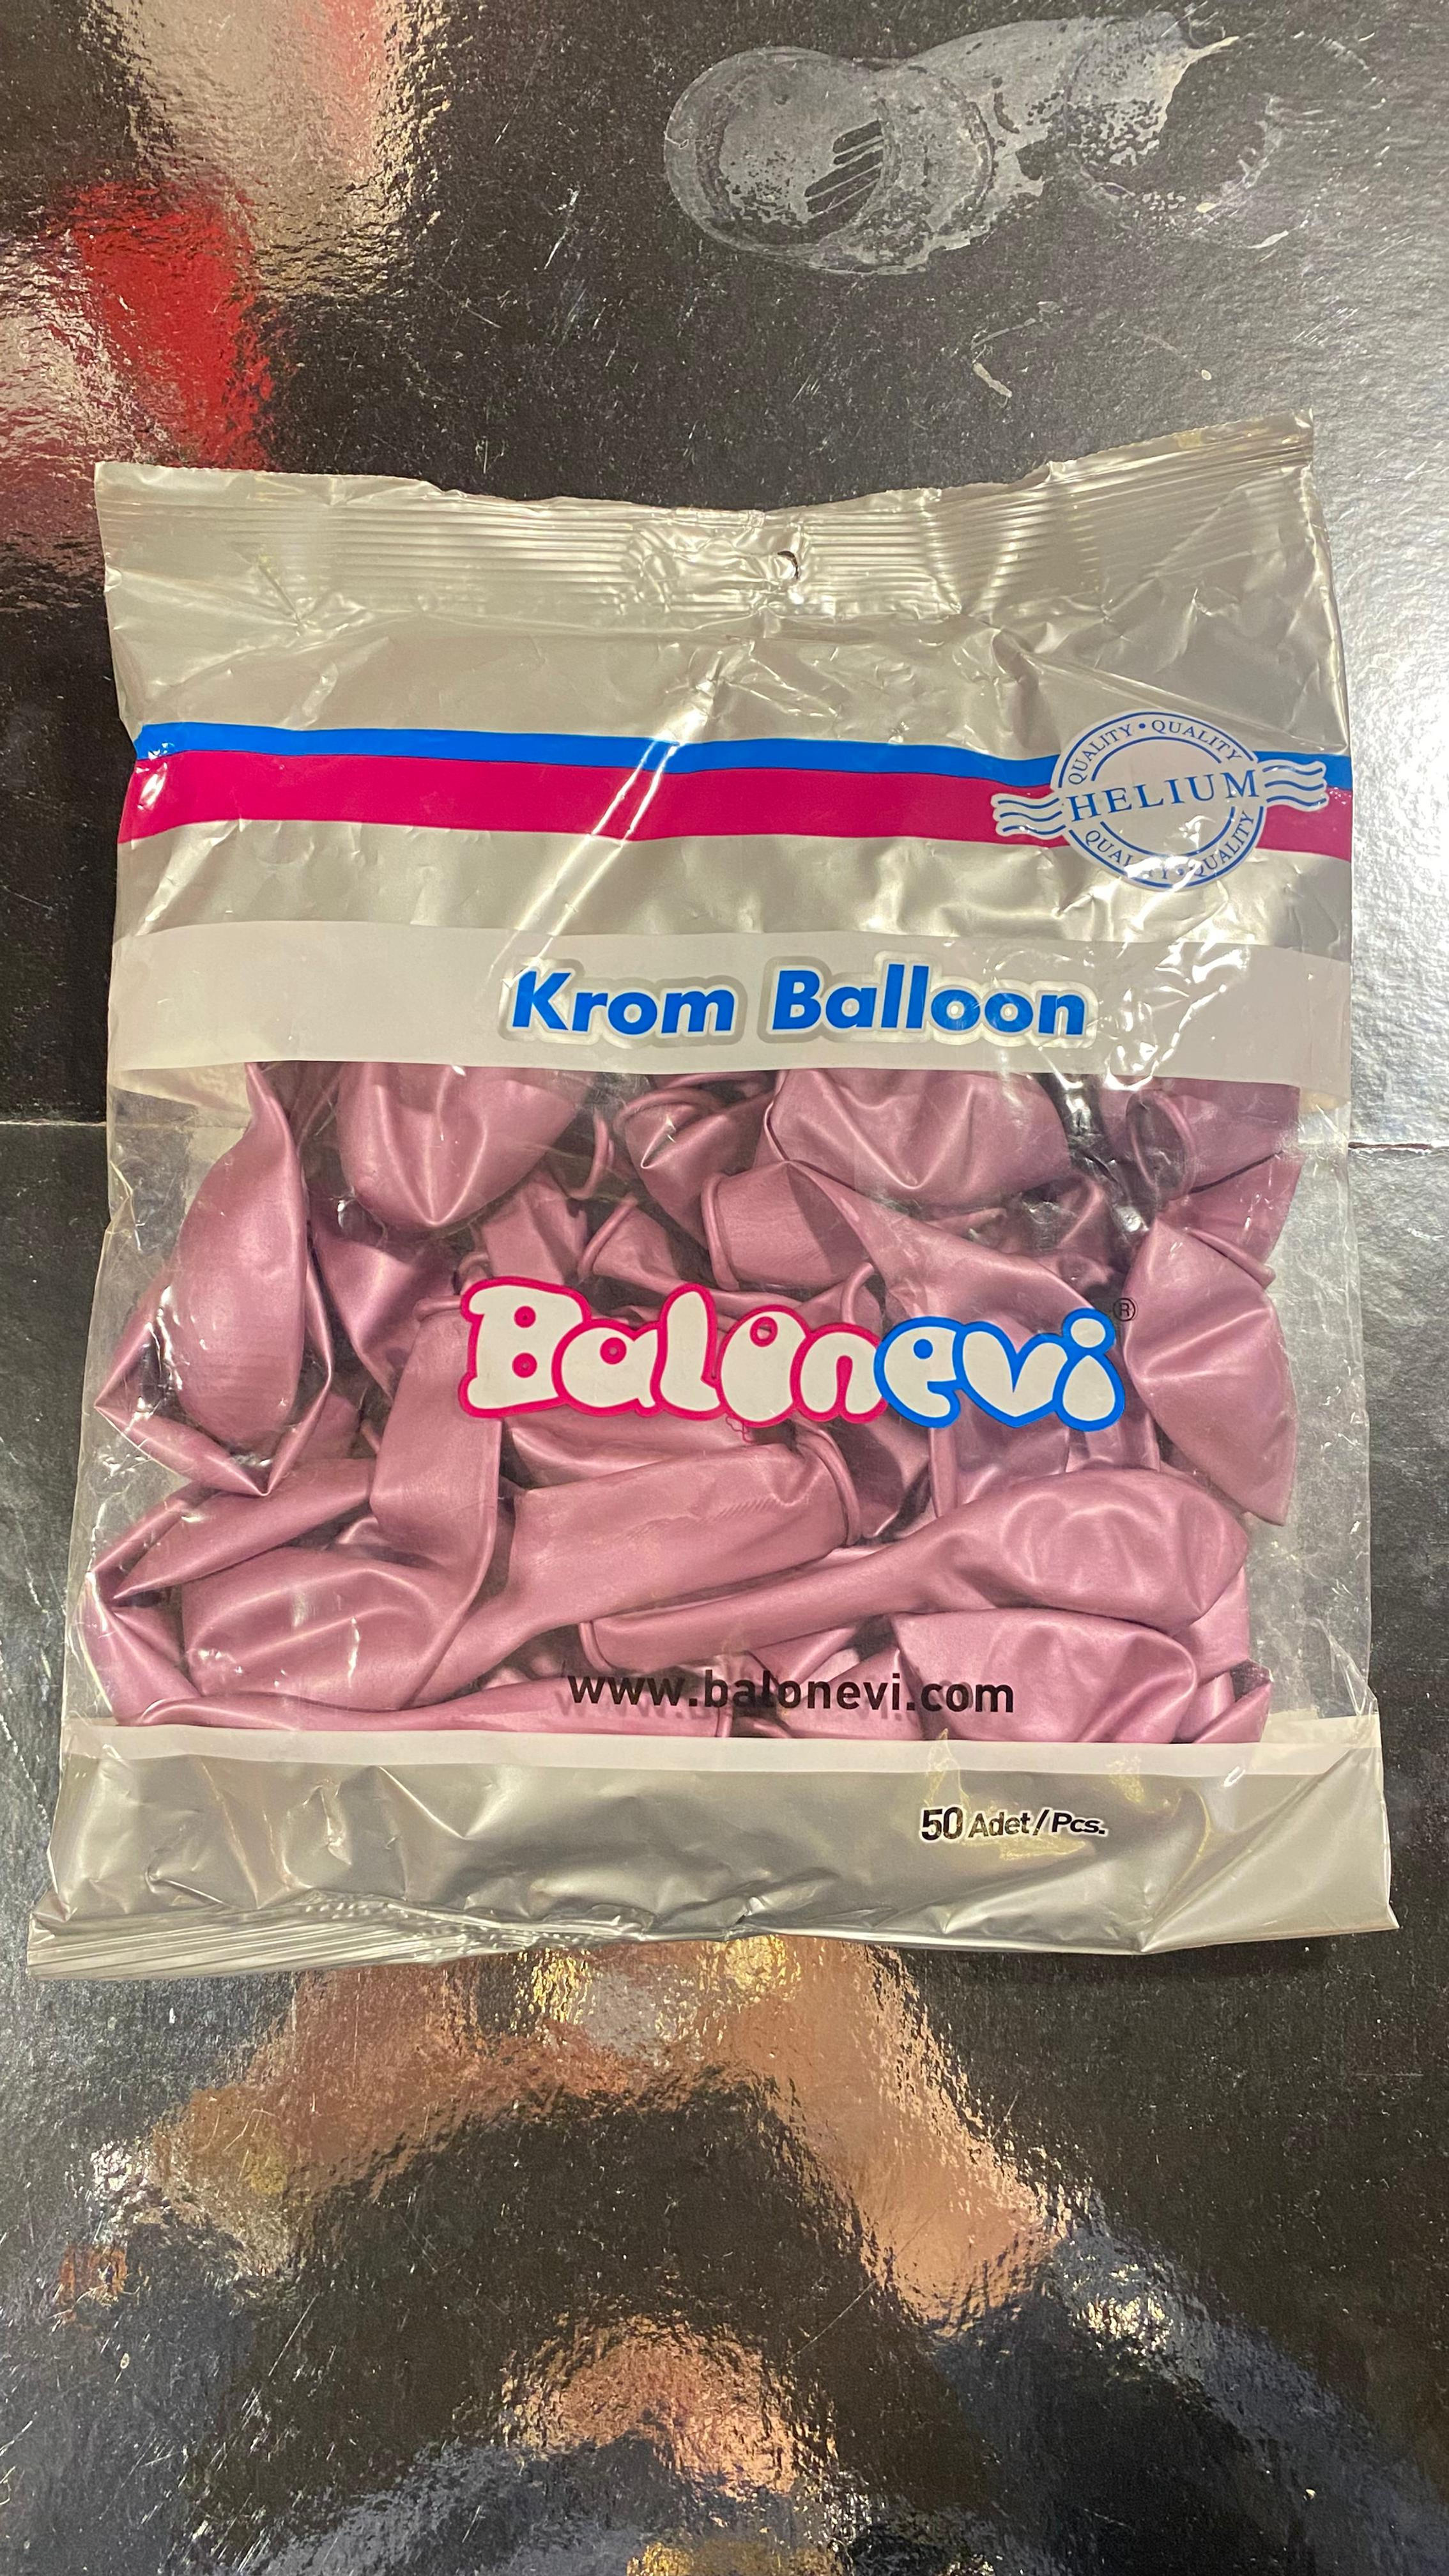 QUALITY • QUALITY
HELIUM
QUALITY • QUALITY
Krom Balloon
Balonevi®
www.balonevi.com
50 Adet/Pcs.